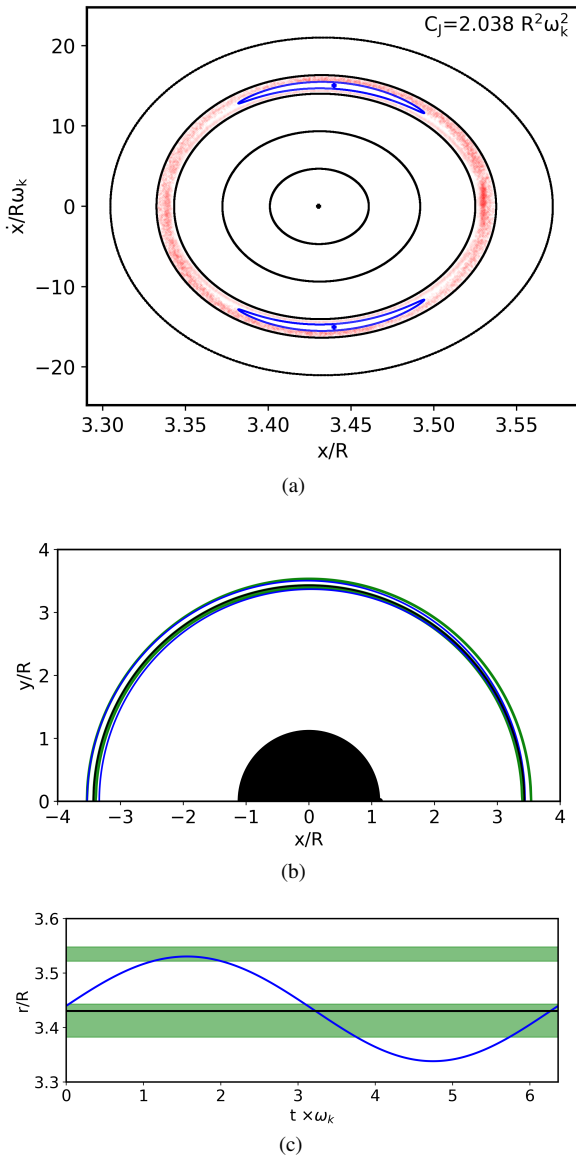 C_J=2.038 R²ω_k²
20
10
0
−10
−20
ẋ/Rω_k
3.30 3.35 3.40 3.45 3.50 3.55
x/R
(a)
4
3
2
1
0
y/R
−4 −3 −2 −1 0 1 2 3 4
x/R
(b)
3.6
3.5
3.4
3.3
r/R
0 1 2 3 4 5 6
t ×ω_k
(c)